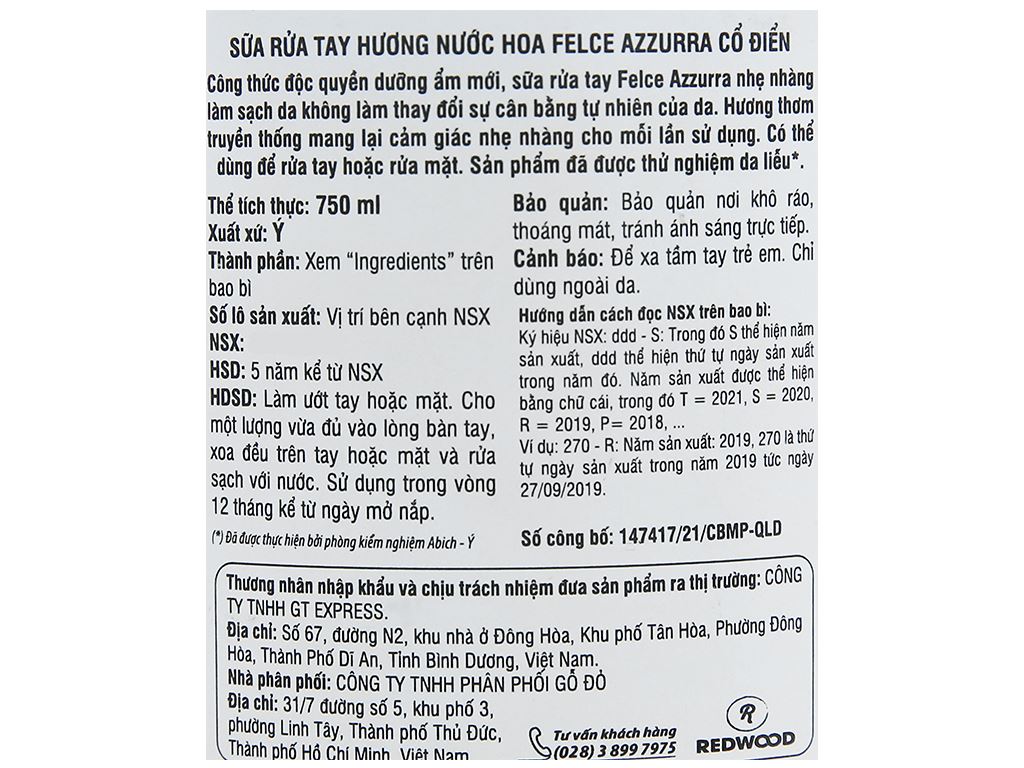 SỮA RỬA TAY HƯƠNG NƯỚC HOA FELCE AZZURRA CỔ ĐIỂN
Công thức độc quyền dưỡng ẩm mới, sữa rửa tay Felce Azzurra nhẹ nhàng
làm sạch da không làm thay đổi sự cân bằng tự nhiên của da. Hương thơm
truyền thống mang lại cảm giác nhẹ nhàng cho mỗi lần sử dụng. Có thể
dùng để rửa tay hoặc rửa mặt. Sản phẩm đã được thử nghiệm da liễu*.
Thể tích thực: 750 ml
Xuất xứ: Ý
Thành phần: Xem “Ingredients” trên
bao bì
Số lô sản xuất: Vị trí bên cạnh NSX
NSX:
HSD: 5 năm kể từ NSX
HDSD: Làm ướt tay hoặc mặt. Cho
một lượng vừa đủ vào lòng bàn tay,
xoa đều trên tay hoặc mặt và rửa
sạch với nước. Sử dụng trong vòng
12 tháng kể từ ngày mở nắp.
(*) Đã được thực hiện bởi phòng kiểm nghiệm Abich - Ý
Bảo quản: Bảo quản nơi khô ráo,
thoáng mát, tránh ánh sáng trực tiếp.
Cảnh báo: Để xa tầm tay trẻ em. Chỉ
dùng ngoài da.
Hướng dẫn cách đọc NSX trên bao bì:
Ký hiệu NSX: ddd - S: Trong đó S thể hiện năm
sản xuất, ddd thể hiện thứ tự ngày sản xuất
trong năm đó. Năm sản xuất được thể hiện
bằng chữ cái, trong đó T = 2021, S = 2020,
R = 2019, P= 2018, ...
Ví dụ: 270 - R: Năm sản xuất: 2019, 270 là thứ
tự ngày sản xuất trong năm 2019 tức ngày
27/09/2019.
Số công bố: 147417/21/CBMP-QLD
Thương nhân nhập khẩu và chịu trách nhiệm đưa sản phẩm ra thị trường: CÔNG
TY TNHH GT EXPRESS.
Địa chỉ: Số 67, đường N2, khu nhà ở Đông Hòa, Khu phố Tân Hòa, Phường Đông
Hòa, Thành Phố Dĩ An, Tỉnh Bình Dương, Việt Nam.
Nhà phân phối: CÔNG TY TNHH PHÂN PHỐI GỖ ĐỎ
Địa chỉ: 31/7 đường số 5, khu phố 3,
phường Linh Tây, Thành phố Thủ Đức,
Thành phố Hồ Chí Minh, Việt Nam
Tư vấn khách hàng
(028) 3 899 7975
R
REDWOOD